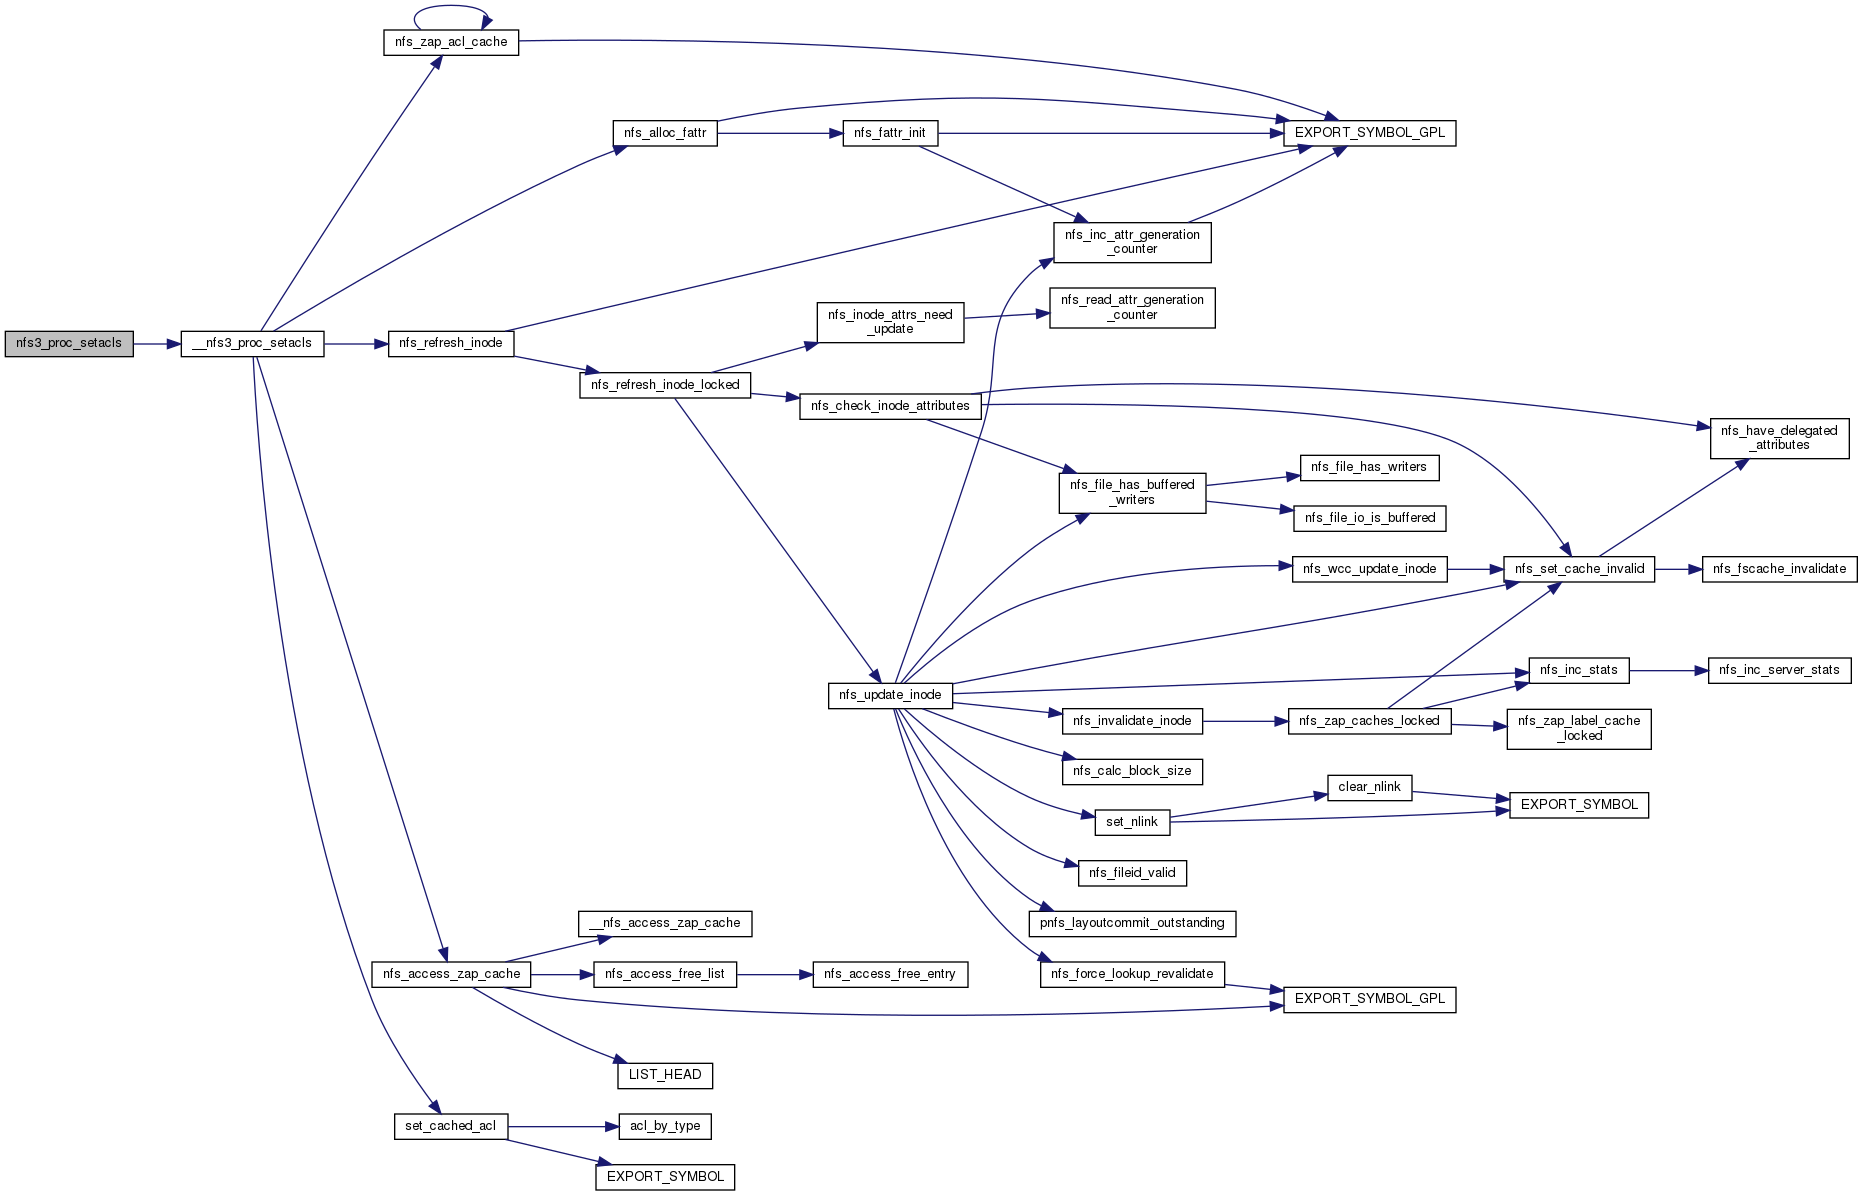 nfs_zap_acl_cache
nfs_alloc_fattr
nfs_fattr_init
EXPORT_SYMBOL_GPL
nfs_inc_attr_generation
_counter
nfs_read_attr_generation
_counter
nfs_inode_attrs_need
_update
nfs3_proc_setacls
__nfs3_proc_setacls
nfs_refresh_inode
nfs_refresh_inode_locked
nfs_check_inode_attributes
nfs_have_delegated
_attributes
nfs_file_has_writers
nfs_file_has_buffered
_writers
nfs_file_io_is_buffered
nfs_wcc_update_inode
nfs_set_cache_invalid
nfs_fscache_invalidate
nfs_inc_stats
nfs_inc_server_stats
nfs_update_inode
nfs_invalidate_inode
nfs_zap_caches_locked
nfs_zap_label_cache
_locked
nfs_calc_block_size
clear_nlink
EXPORT_SYMBOL
set_nlink
nfs_fileid_valid
__nfs_access_zap_cache
pnfs_layoutcommit_outstanding
nfs_access_zap_cache
nfs_access_free_list
nfs_access_free_entry
nfs_force_lookup_revalidate
EXPORT_SYMBOL_GPL
LIST_HEAD
set_cached_acl
acl_by_type
EXPORT_SYMBOL